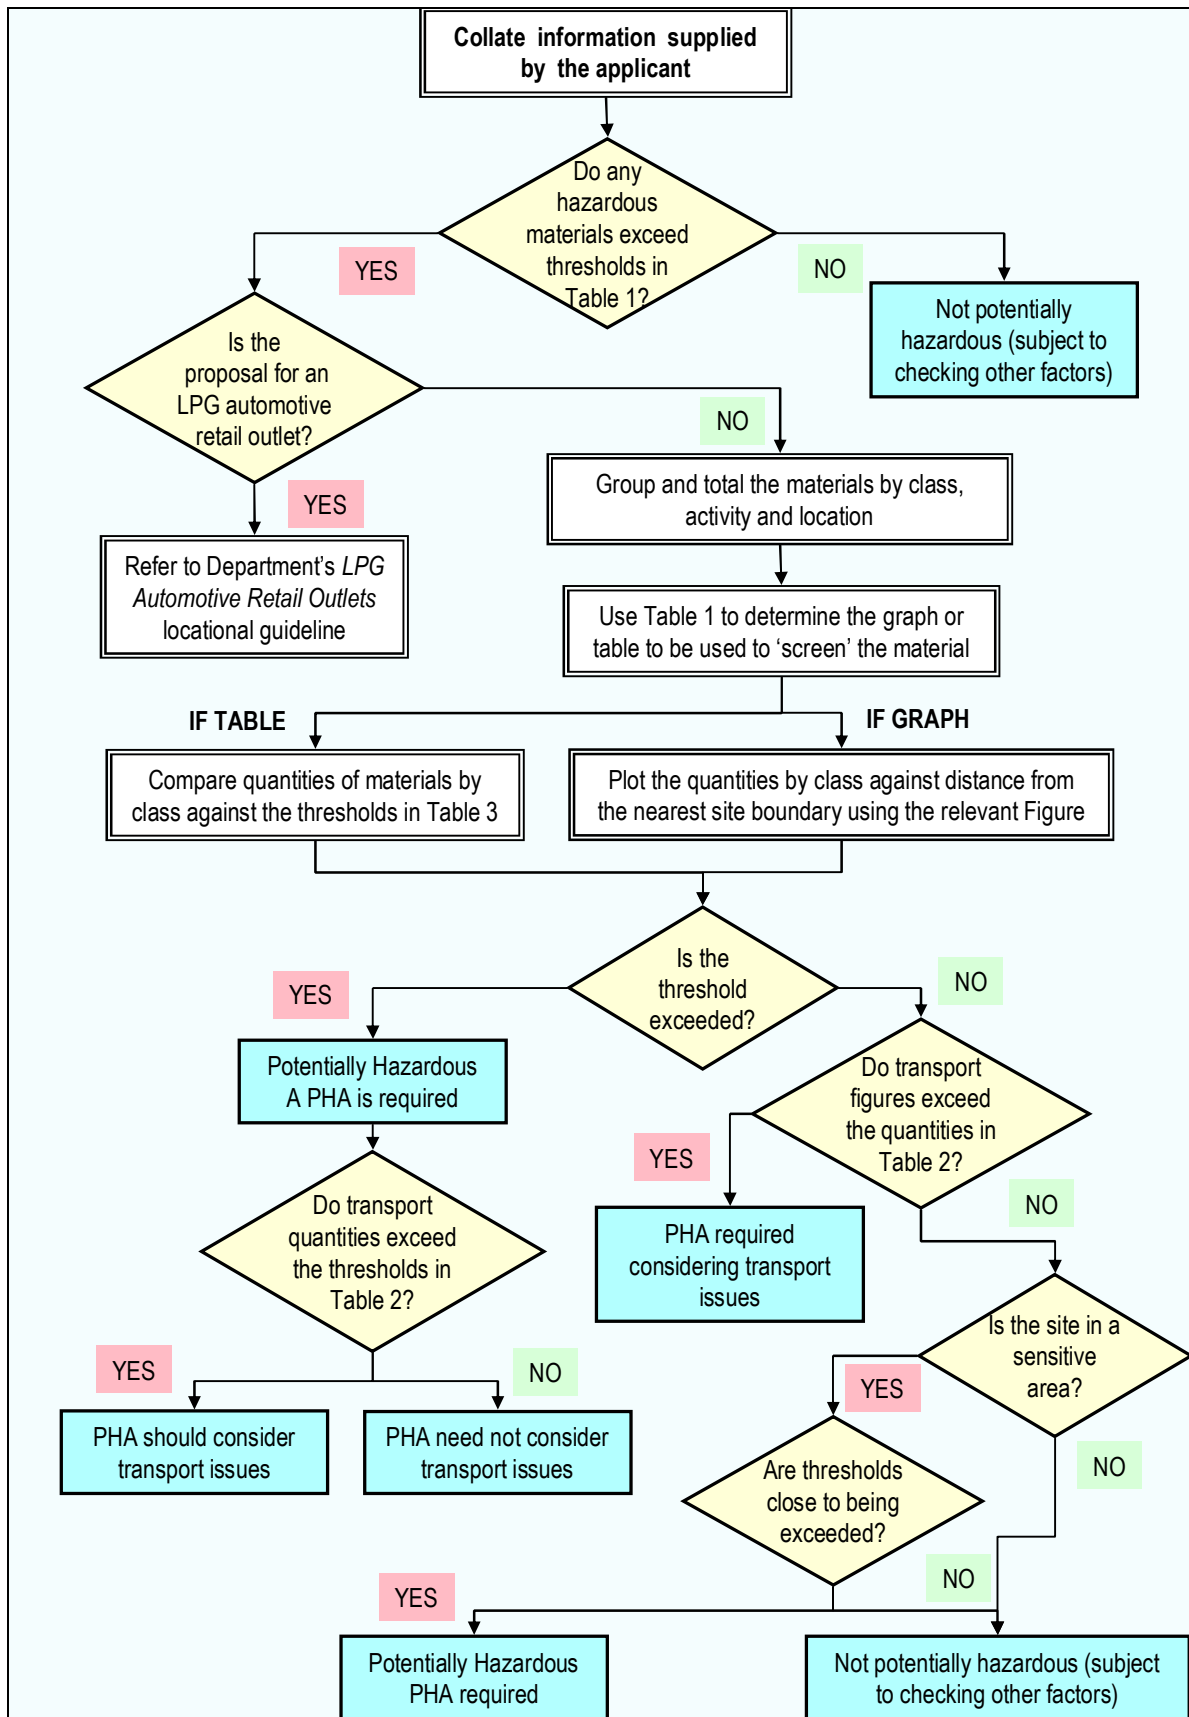 Collate information supplied
by the applicant
Do any
hazardous
materials exceed
thresholds in
Table 1?
YES
NO
Not potentially
hazardous (subject to
checking other factors)
Is the
proposal for an
LPG automotive
retail outlet?
NO
YES
Group and total the materials by class,
activity and location
Refer to Department's LPG
Automotive Retail Outlets
locational guideline
Use Table 1 to determine the graph or
table to be used to ‘screen’ the material
IF TABLE
IF GRAPH
Compare quantities of materials by
class against the thresholds in Table 3
Plot the quantities by class against distance from
the nearest site boundary using the relevant Figure
Is the
threshold
exceeded?
YES
NO
Potentially Hazardous
A PHA is required
Do transport
figures exceed
the quantities in
Table 2?
YES
NO
Do transport
quantities exceed
the thresholds in
Table 2?
PHA required
considering transport
issues
Is the site in a
sensitive
area?
YES
NO
YES
NO
PHA should consider
transport issues
PHA need not consider
transport issues
Are thresholds
close to being
exceeded?
YES
NO
Potentially Hazardous
PHA required
Not potentially hazardous (subject
to checking other factors)